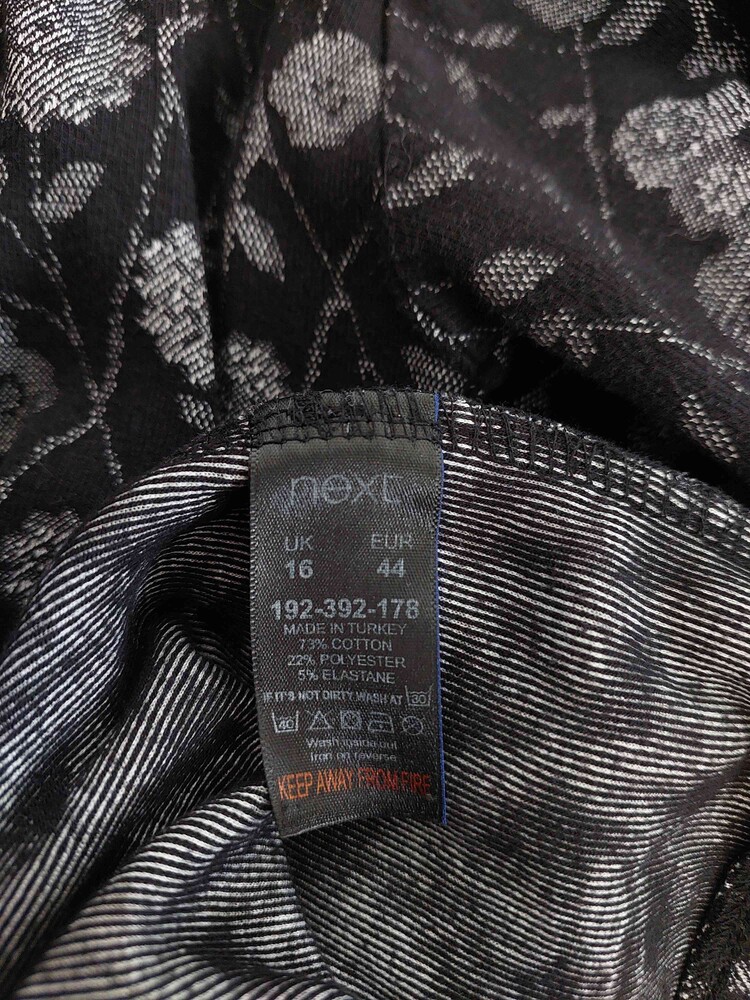 next
UK EUR
16 44
192-392-178
MADE IN TURKEY
73% COTTON
22% POLYESTER
5% ELASTANE
IF IT'S NOT DIRTY, WASH AT 30
40
Wash inside out
Iron on reverse
KEEP AWAY FROM FIRE